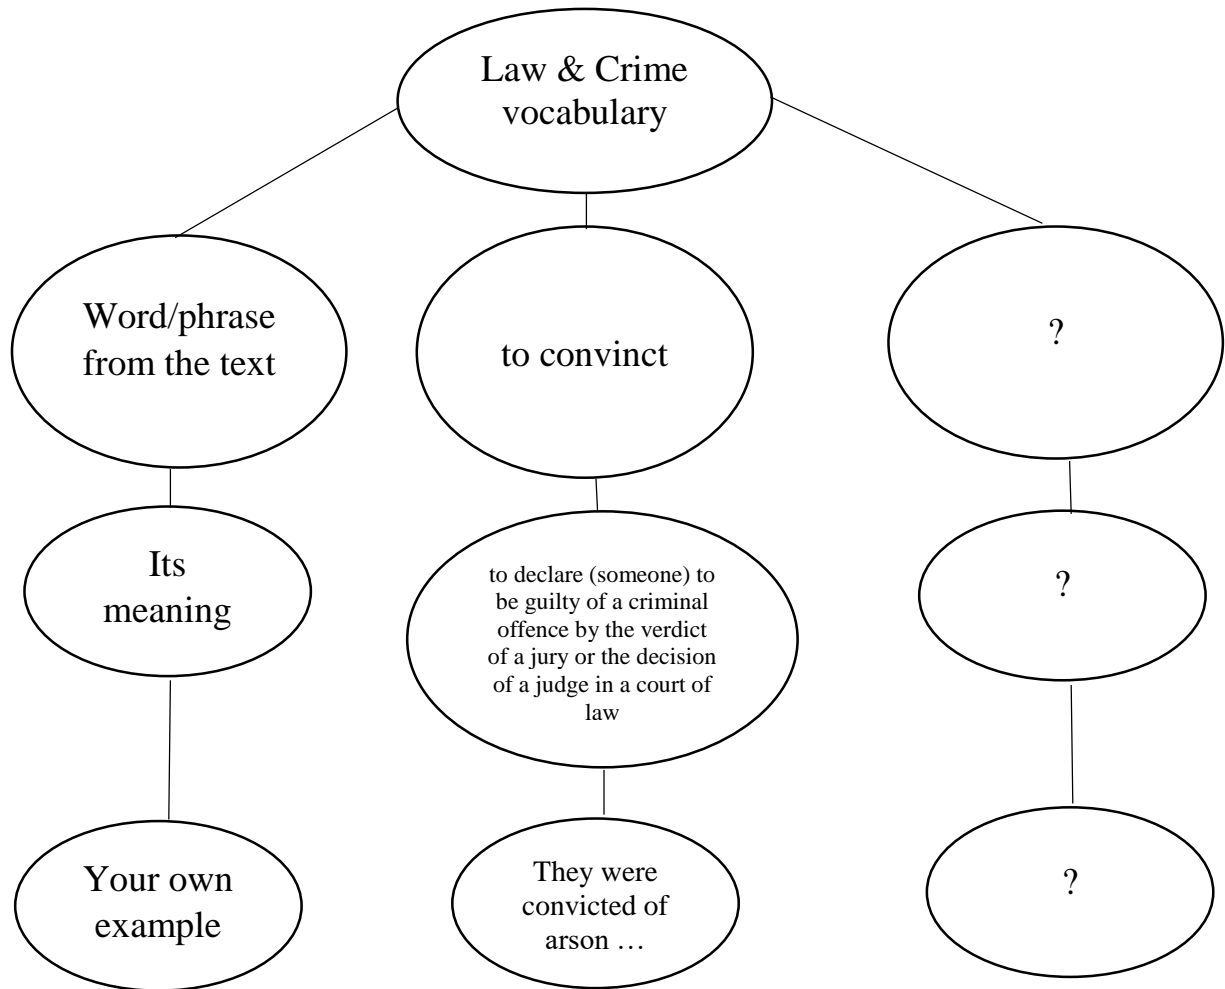 Law & Crime
vocabulary
Word/phrase
from the text
to convinct
?
Its
meaning
to declare (someone) to
be guilty of a criminal
offence by the verdict
of a jury or the decision
of a judge in a court of
law
?
Your own
example
They were
convicted of
arson …
?